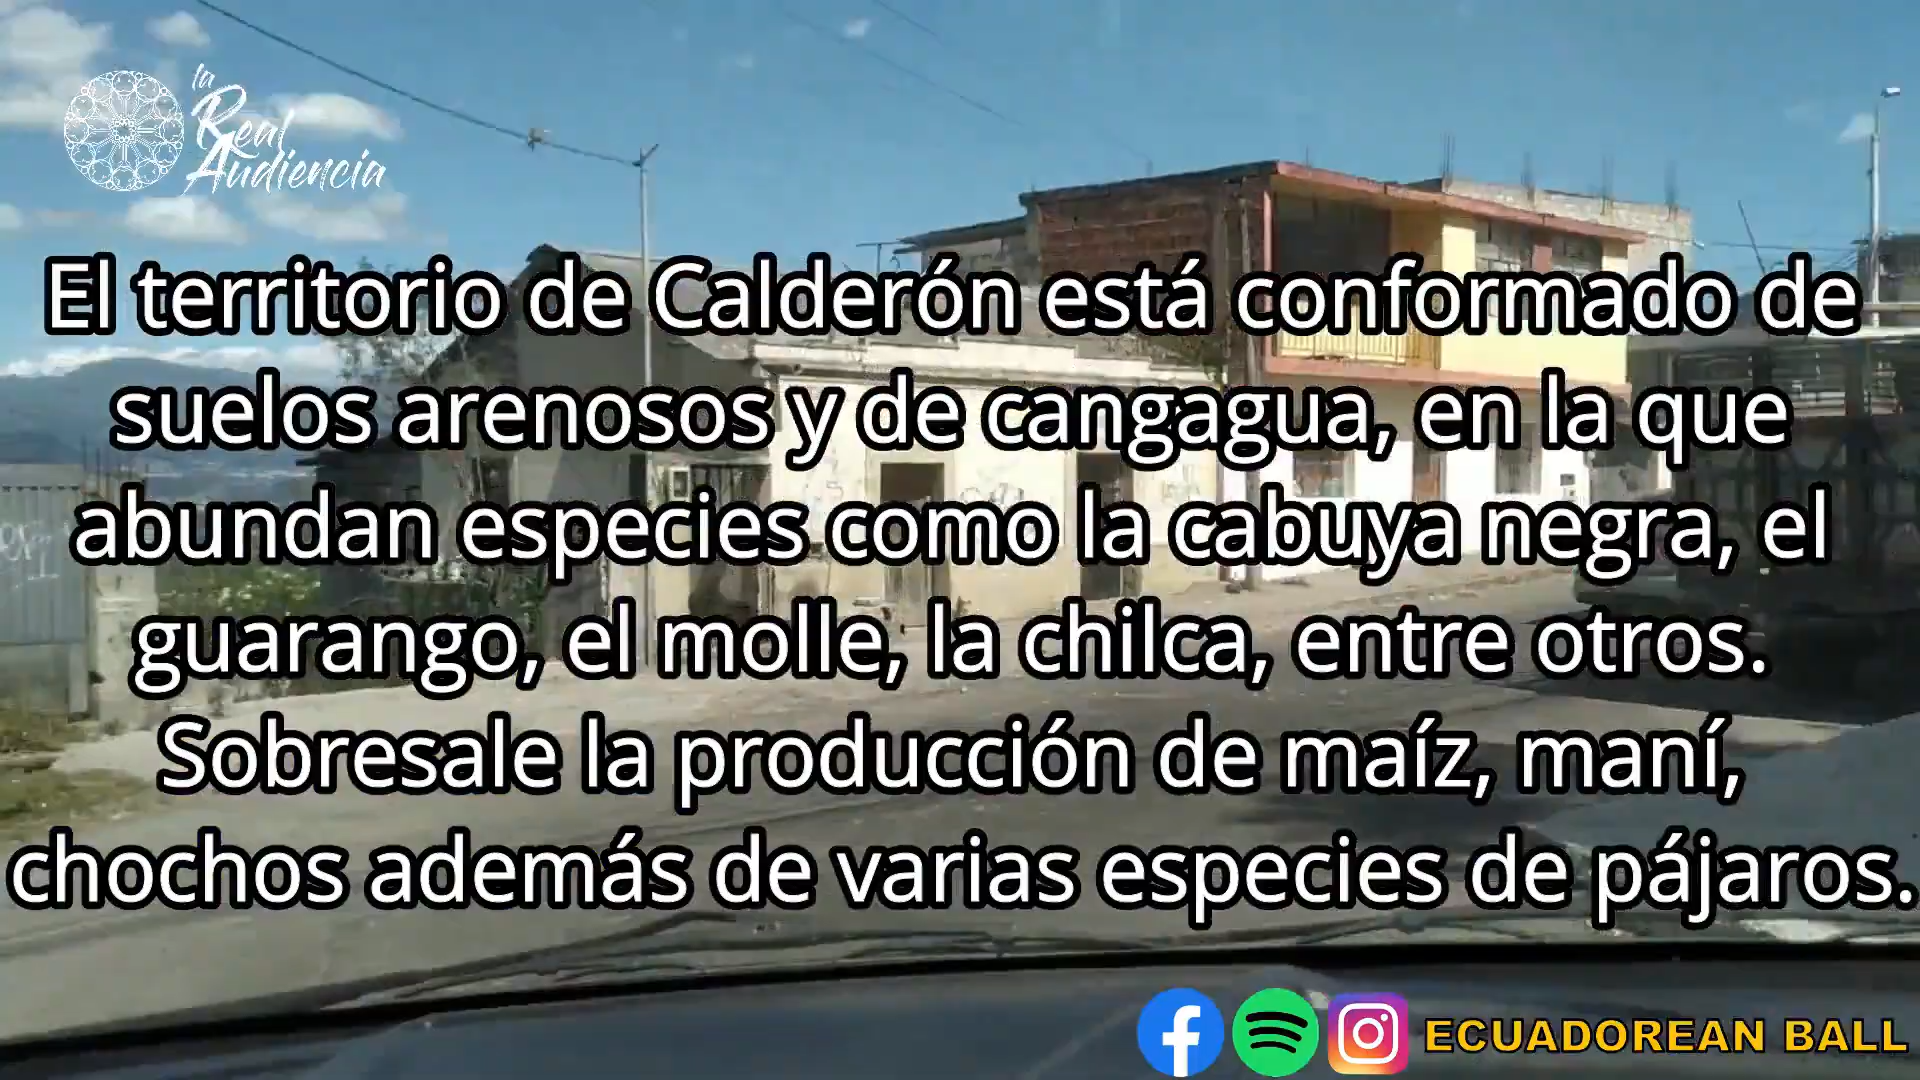 la
Real
Audiencia
El territorio de Calderón está conformado de
suelos arenosos y de cangagua, en la que
abundan especies como la cabuya negra, el
guarango, el molle, la chilca, entre otros.
Sobresale la producción de maíz, maní,
chochos además de varias especies de pájaros.
ECUADOREAN BALL